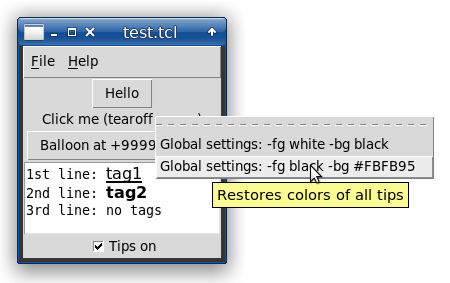 test.tcl
File Help
Hello
Click me (tearoff
Balloon at +9999
Global settings: -fg white -bg black
Global settings: -fg black -bg #FBFB95
Restores colors of all tips
1st line: tag1
2nd line: tag2
3rd line: no tags
Tips on